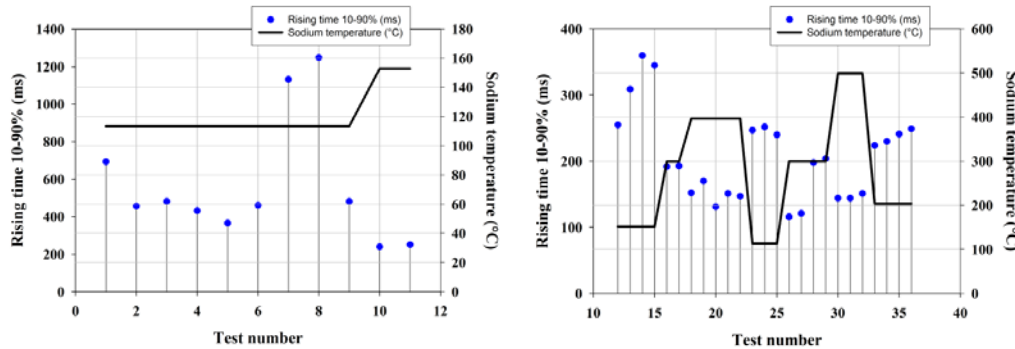 Rising time 10-90% (ms)
Sodium temperature (°C)
1400
1200
1000
800
600
400
200
0
Rising time 10-90% (ms)
180
160
140
120
100
80
60
40
20
0
Sodium temperature (°C)
0 2 4 6 8 10 12
Test number
Rising time 10-90% (ms)
Sodium temperature (°C)
400
300
200
100
0
Rising time 10-90% (ms)
600
500
400
300
200
100
0
Sodium temperature (°C)
10 15 20 25 30 35 40
Test number